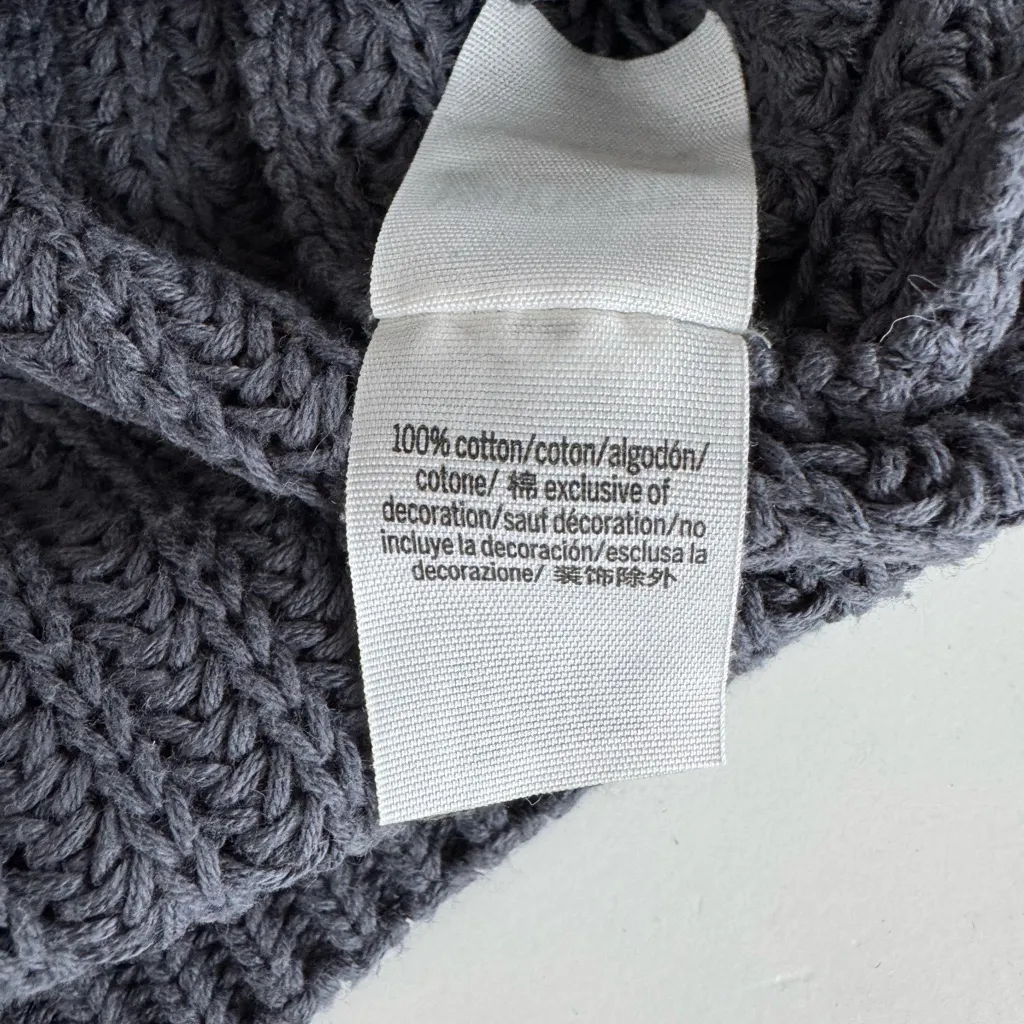 100% cotton/coton/algodón/
cotone/ 棉 exclusive of
decoration/sauf décoration/no
incluye la decoración/esclusa la
decorazione/ 装饰除外